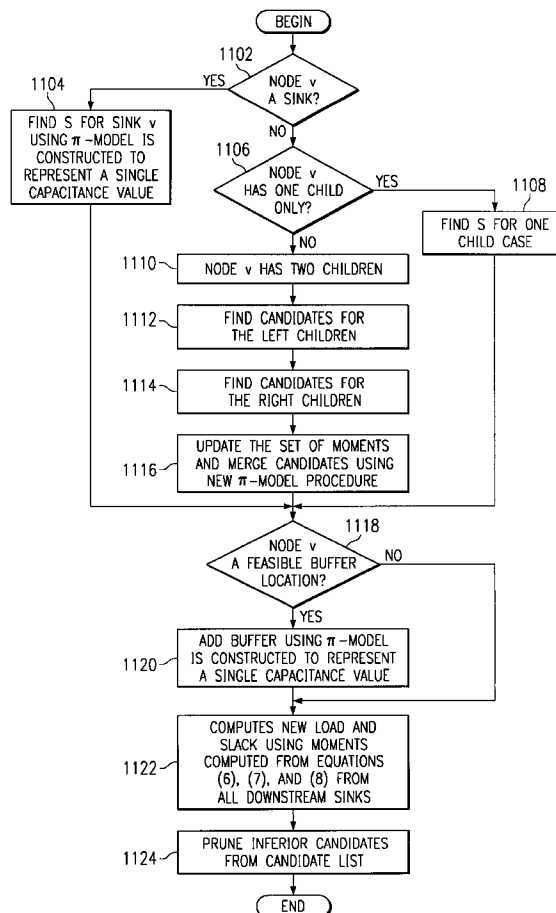 BEGIN
1102
NODE v
A SINK?
YES
NO
1104
FIND S FOR SINK v
USING π-MODEL IS
CONSTRUCTED TO
REPRESENT A SINGLE
CAPACITANCE VALUE
1106
NODE v
HAS ONE CHILD
ONLY?
YES
NO
1108
FIND S FOR ONE
CHILD CASE
1110
NODE v HAS TWO CHILDREN
1112
FIND CANDIDATES FOR
THE LEFT CHILDREN
1114
FIND CANDIDATES FOR
THE RIGHT CHILDREN
1116
UPDATE THE SET OF MOMENTS
AND MERGE CANDIDATES USING
NEW π-MODEL PROCEDURE
1118
NODE v
A FEASIBLE BUFFER
LOCATION?
NO
YES
1120
ADD BUFFER USING π-MODEL
IS CONSTRUCTED TO REPRESENT
A SINGLE CAPACITANCE VALUE
1122
COMPUTES NEW LOAD AND
SLACK USING MOMENTS
COMPUTED FROM EQUATIONS
(6), (7), AND (8) FROM
ALL DOWNSTREAM SINKS
1124
PRUNE INFERIOR CANDIDATES
FROM CANDIDATE LIST
END